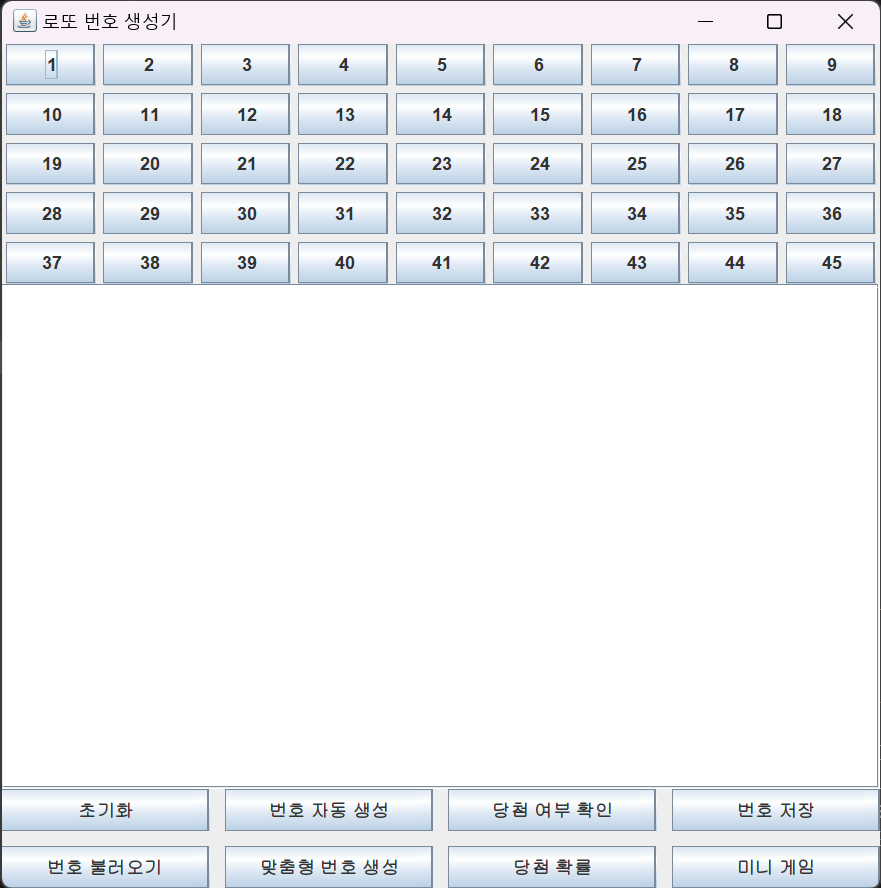 로또 번호 생성기
1 2 3 4 5 6 7 8 9
10 11 12 13 14 15 16 17 18
19 20 21 22 23 24 25 26 27
28 29 30 31 32 33 34 35 36
37 38 39 40 41 42 43 44 45
초기화 번호 자동 생성 당첨 여부 확인 번호 저장
번호 불러오기 맞춤형 번호 생성 당첨 확률 미니 게임